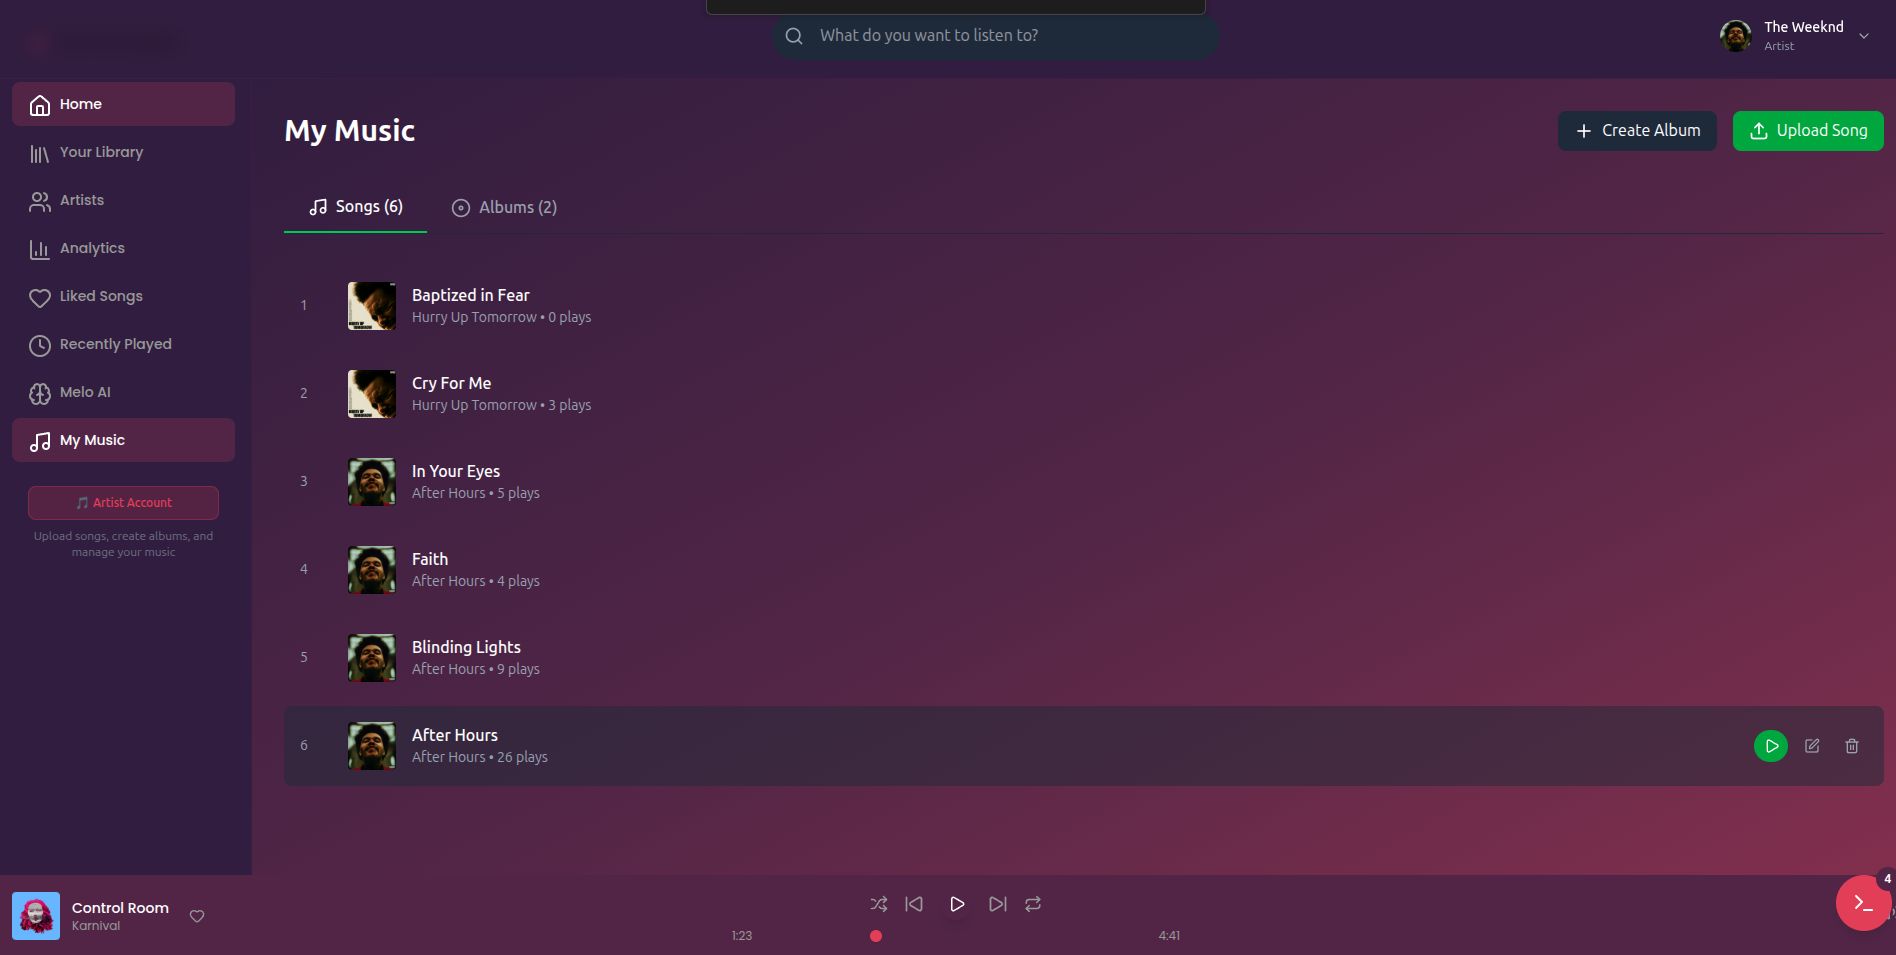 What do you want to listen to?
The Weeknd
Artist
Home
Your Library
Artists
Analytics
Liked Songs
Recently Played
Melo AI
My Music
🎵 Artist Account
Upload songs, create albums, and
manage your music
My Music
Create Album
Upload Song
Songs (6)
Albums (2)
1
Baptized in Fear
Hurry Up Tomorrow • 0 plays
2
Cry For Me
Hurry Up Tomorrow • 3 plays
3
In Your Eyes
After Hours • 5 plays
4
Faith
After Hours • 4 plays
5
Blinding Lights
After Hours • 9 plays
6
After Hours
After Hours • 26 plays
Control Room
Karnival
1:23
4:41
4